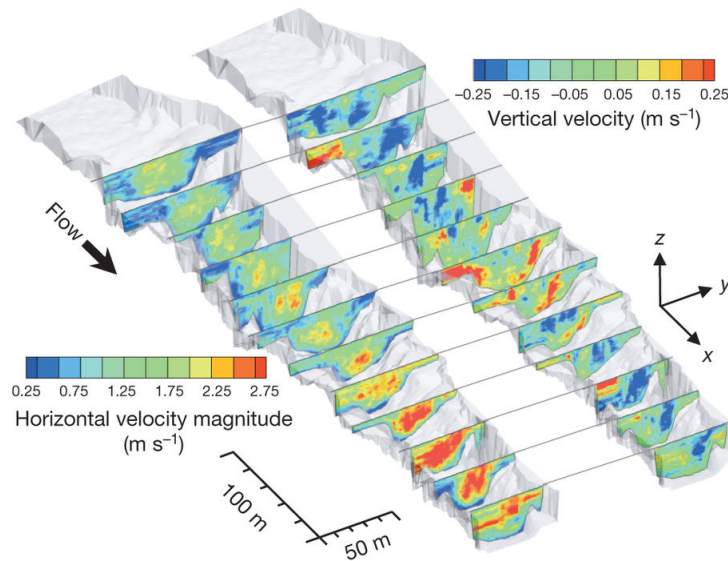 −0.25 −0.15 −0.05 0.05 0.15 0.25
Vertical velocity (m s⁻¹)
Flow
z
y
x
0.25 0.75 1.25 1.75 2.25 2.75
Horizontal velocity magnitude
(m s⁻¹)
100 m
50 m